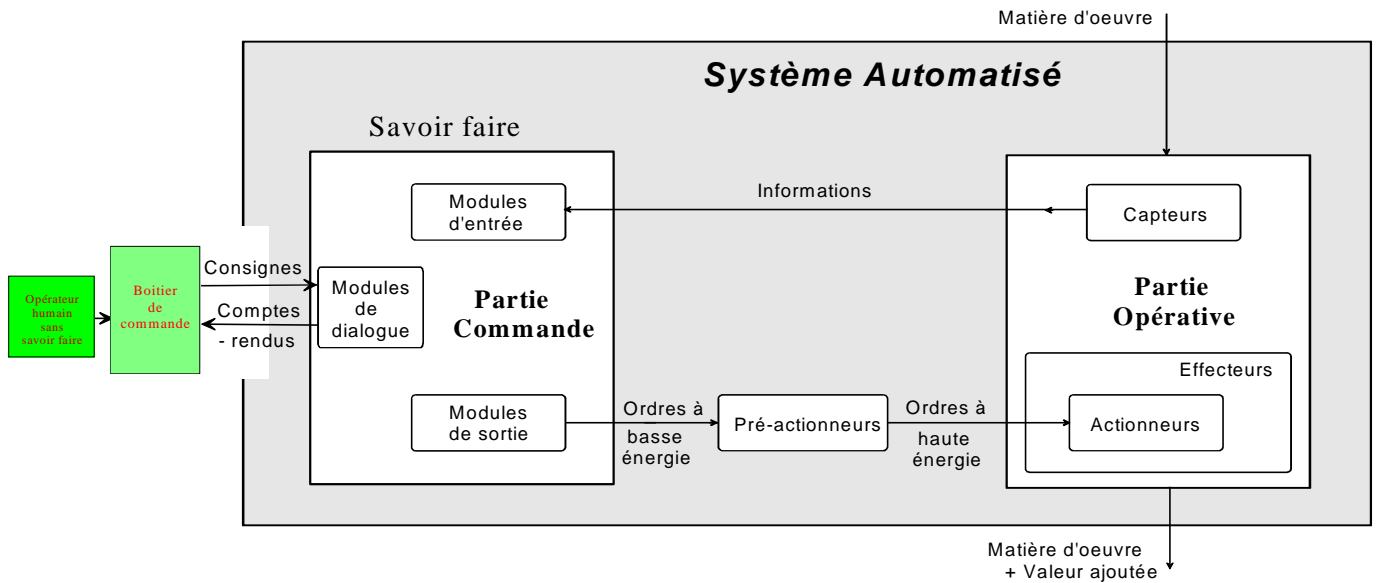 Matière d'oeuvre
Système Automatisé
Savoir faire
Modules
d'entrée
Informations
Capteurs
Opérateur
humain
sans
savoir faire
Boitier
de
commande
Consignes
Comptes
- rendus
Modules
de
dialogue
Partie
Commande
Partie
Opérative
Effecteurs
Modules
de sortie
Ordres à
basse
énergie
Pré-actionneurs
Ordres à
haute
énergie
Actionneurs
Matière d'oeuvre
+ Valeur ajoutée